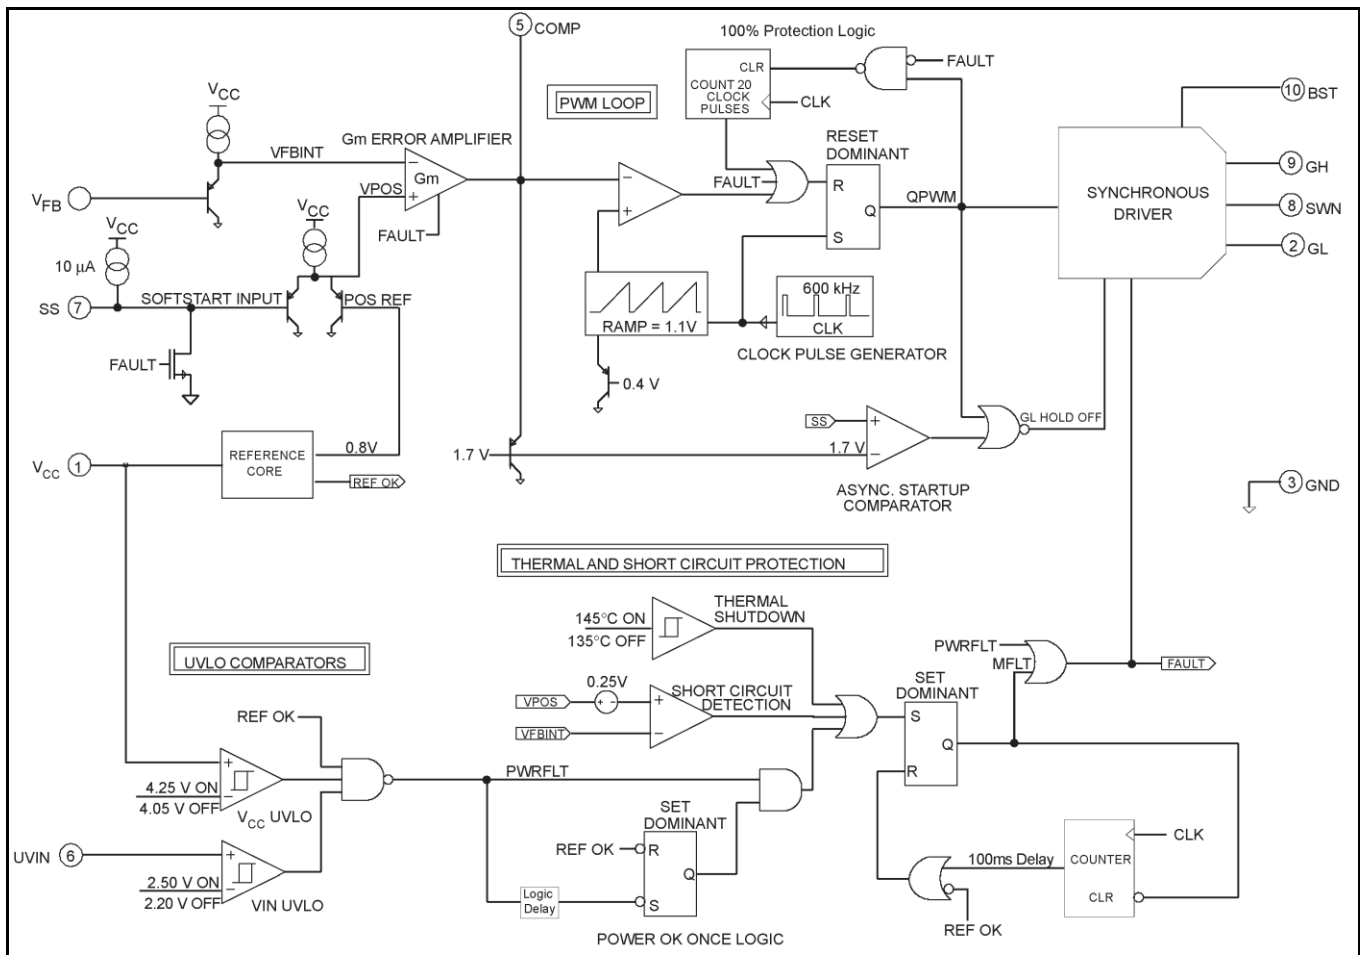 5 COMP
100% Protection Logic
CLR
COUNT 20
CLOCK
PULSES
CLK
FAULT
10 BST
VCC
PWM LOOP
Gm ERROR AMPLIFIER
VFBINT
−
Gm
+
VPOS
FAULT
−
+
FAULT
RESET
DOMINANT
R
Q
S
QPWM
SYNCHRONOUS
DRIVER
9 GH
8 SWN
2 GL
VFB
VCC
10 µA
VCC
SS 7
SOFTSTART INPUT
POS REF
FAULT
RAMP = 1.1V
600 kHz
CLK
CLOCK PULSE GENERATOR
0.4 V
SS
+
−
1.7 V
1.7 V
GL HOLD OFF
ASYNC. STARTUP
COMPARATOR
VCC 1
REFERENCE
CORE
0.8V
REF OK
3 GND
THERMAL AND SHORT CIRCUIT PROTECTION
145°C ON
135°C OFF
THERMAL
SHUTDOWN
UVLO COMPARATORS
VPOS
0.25V
+ −
VFBINT
+
−
SHORT CIRCUIT
DETECTION
SET
DOMINANT
S
Q
R
PWRFLT
MFLT
FAULT
REF OK
+
−
4.25 V ON
4.05 V OFF
VCC UVLO
PWRFLT
SET
DOMINANT
REF OK
R
Q
S
Logic
Delay
POWER OK ONCE LOGIC
UVIN 6
+
−
2.50 V ON
2.20 V OFF
VIN UVLO
100ms Delay
COUNTER
CLR
CLK
REF OK